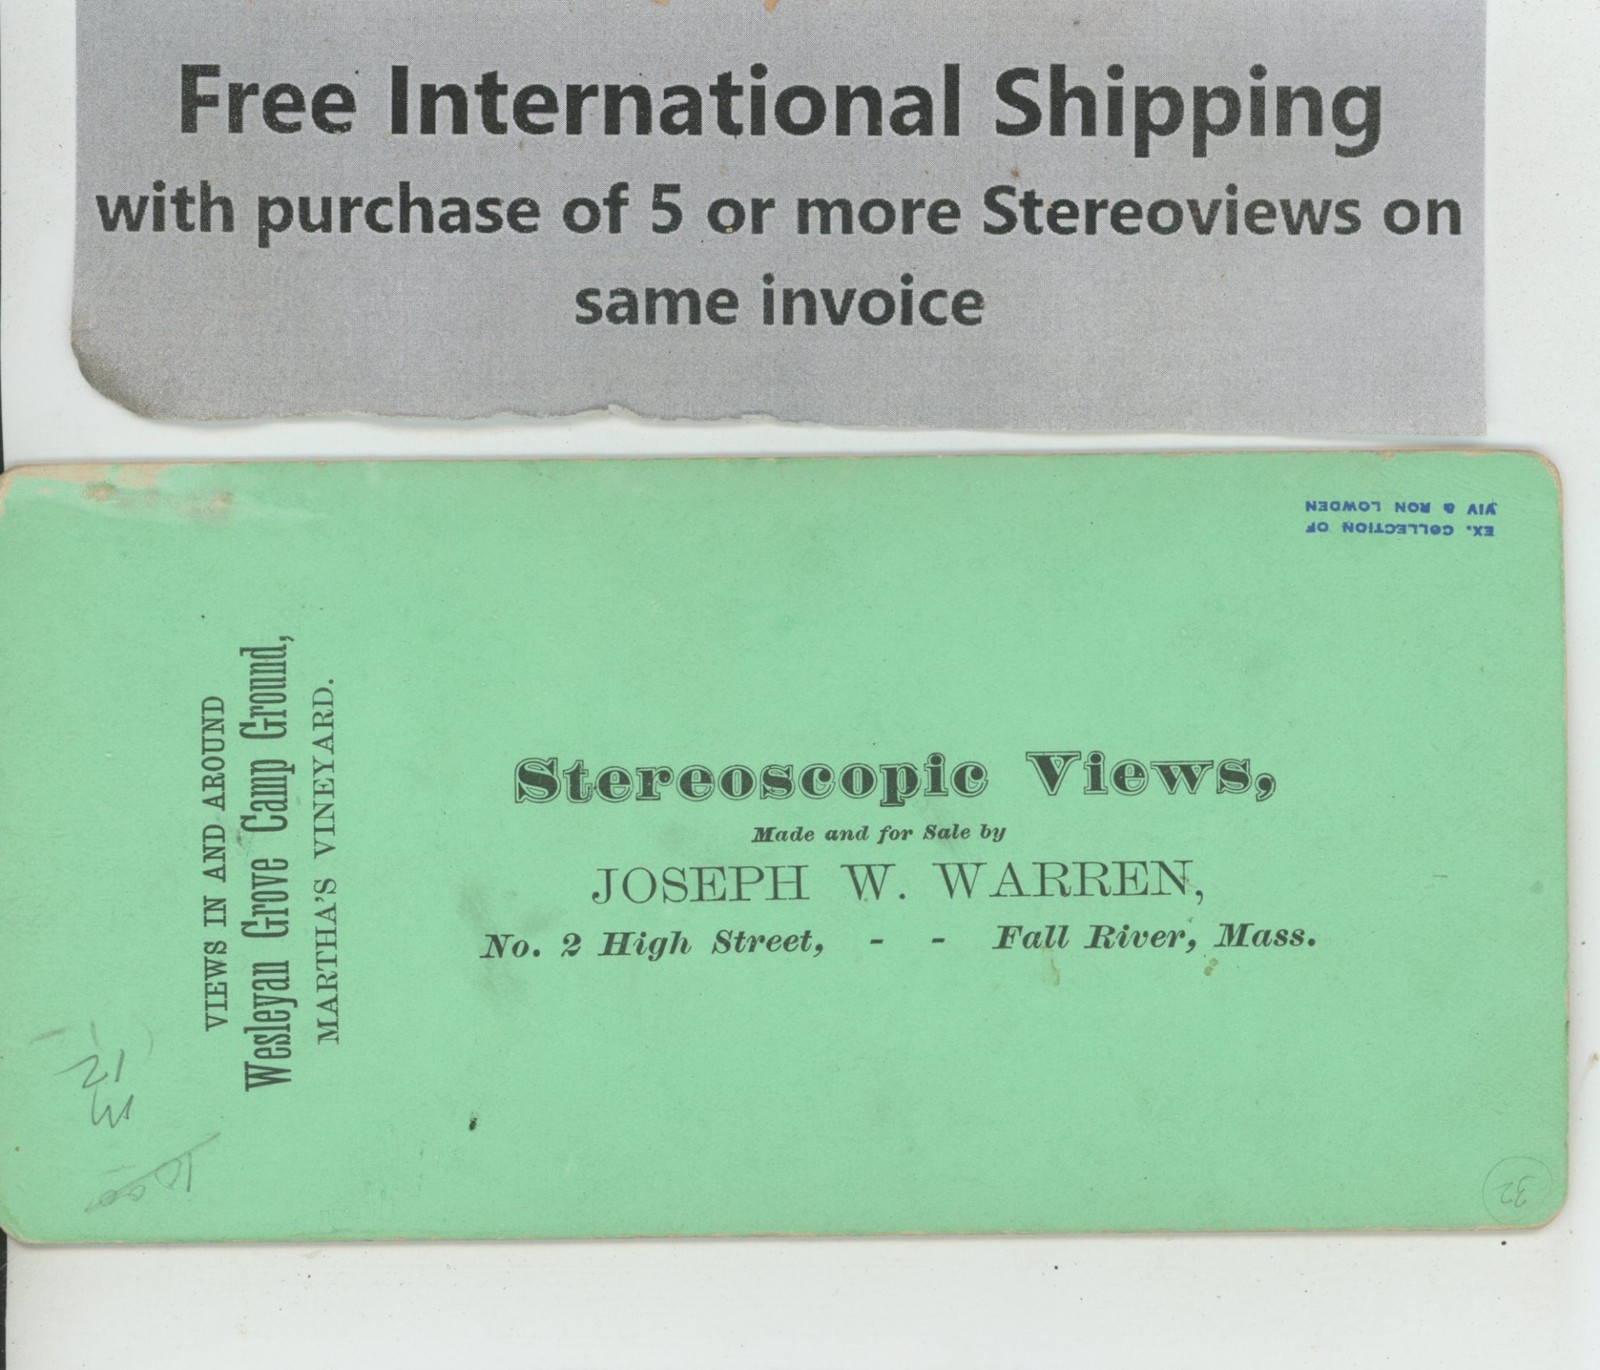 Free International Shipping
with purchase of 5 or more Stereoviews on
same invoice
EX. COLLECTION OF
VIV & RON LOWDEN
VIEWS IN AND AROUND
Wesleyan Grove Camp Ground,
MARTHA'S VINEYARD.
Stereoscopic Views,
Made and for Sale by
JOSEPH W. WARREN,
No. 2 High Street, - - Fall River, Mass.
32